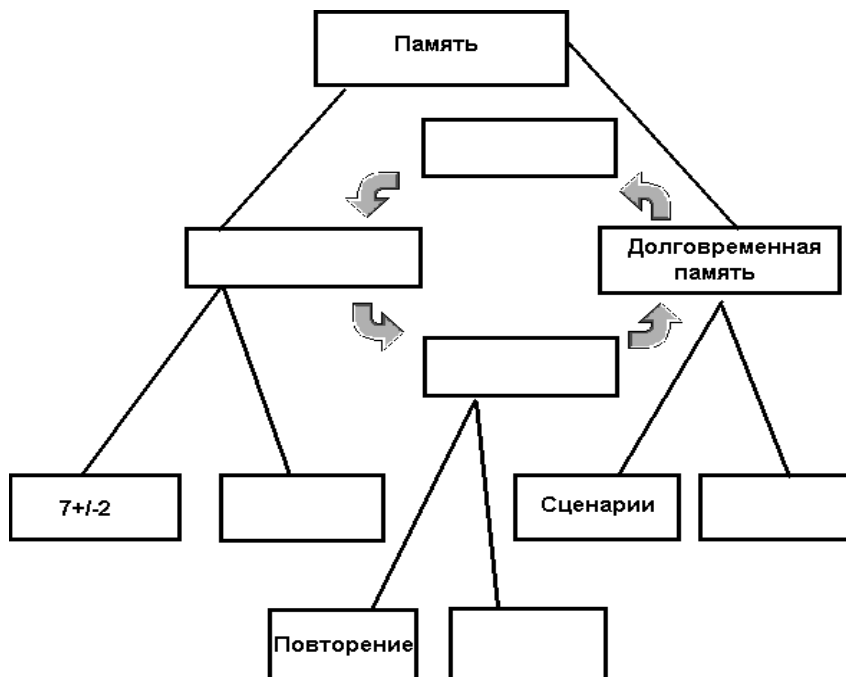 Память
Долговременная
память
7+/-2
Сценарии
Повторение